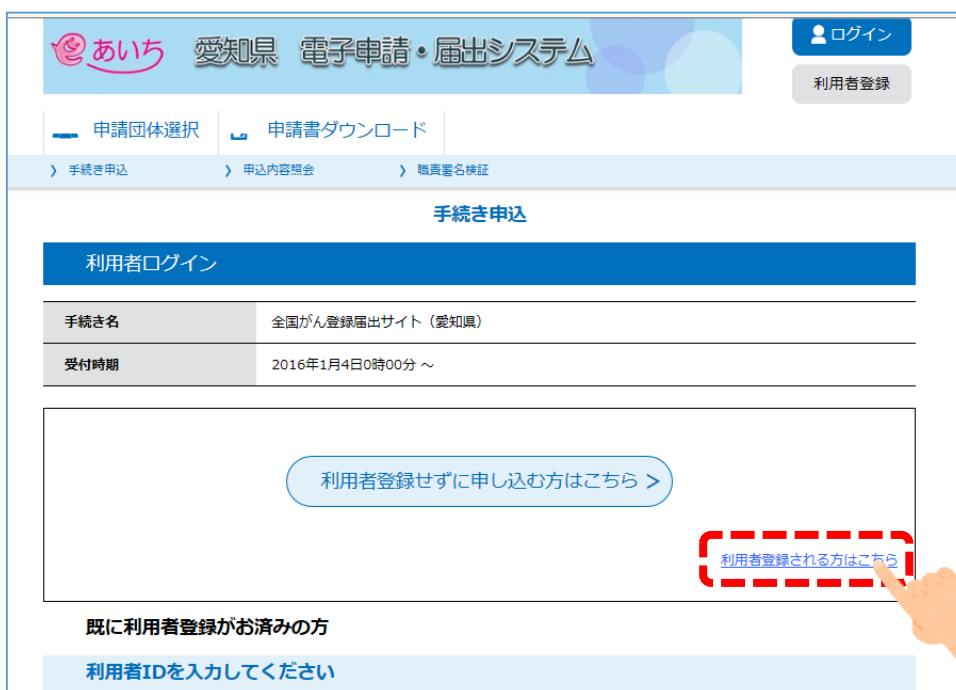 あいち 愛知県 電子申請・届出システム
ログイン
利用者登録
申請団体選択 申請書ダウンロード
手続き申込 申込内容照会 職責署名検証
手続き申込
利用者ログイン
手続き名 全国がん登録届出サイト（愛知県）
受付時期 2016年1月4日0時00分 ～
利用者登録せずに申し込む方はこちら
利用者登録される方はこちら
既に利用者登録がお済みの方
利用者IDを入力してください